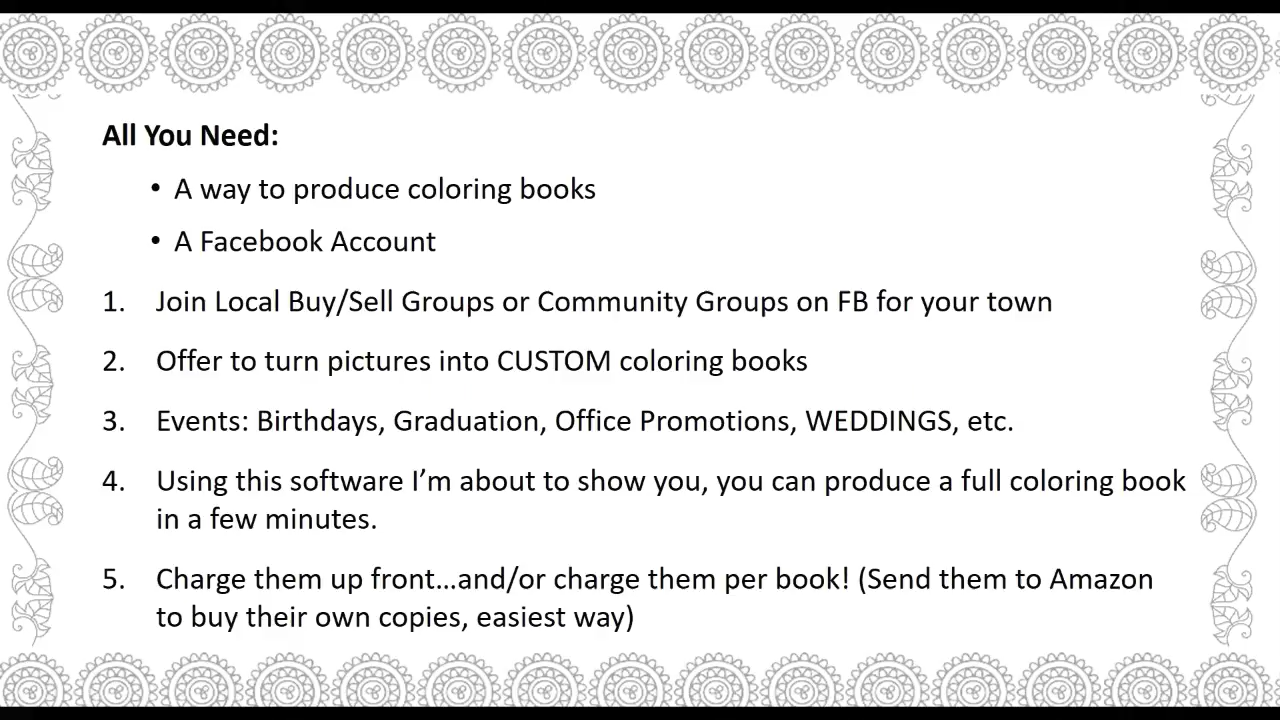 All You Need:
• A way to produce coloring books
• A Facebook Account
1. Join Local Buy/Sell Groups or Community Groups on FB for your town
2. Offer to turn pictures into CUSTOM coloring books
3. Events: Birthdays, Graduation, Office Promotions, WEDDINGS, etc.
4. Using this software I’m about to show you, you can produce a full coloring book
in a few minutes.
5. Charge them up front…and/or charge them per book! (Send them to Amazon
to buy their own copies, easiest way)